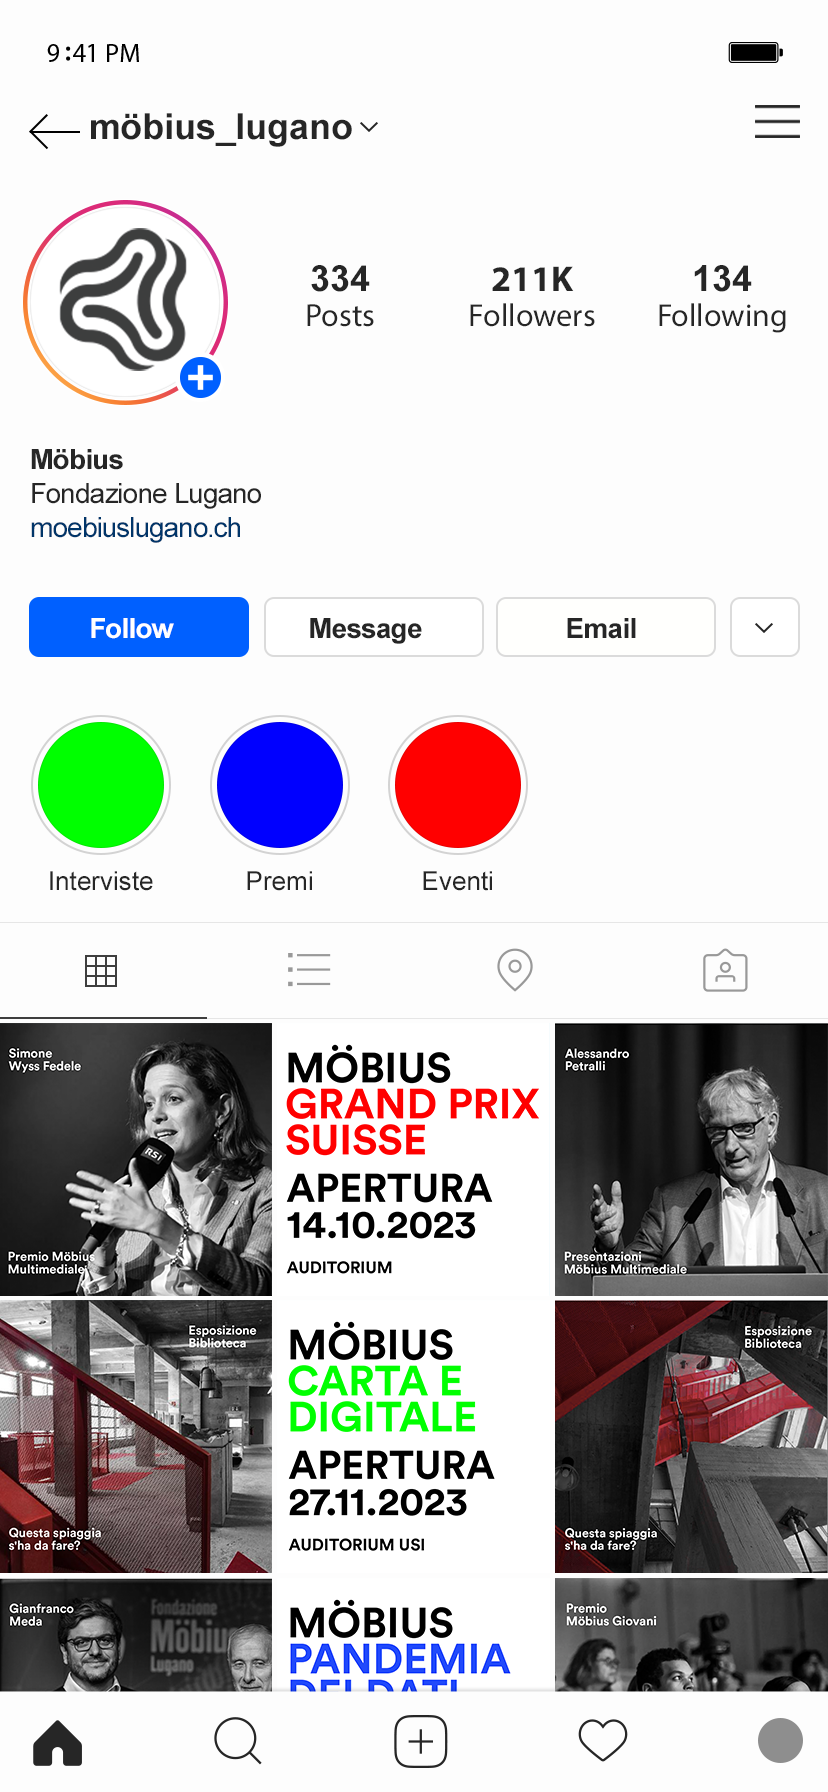 9:41 PM
möbius_lugano
334
Posts
211K
Followers
134
Following
Möbius
Fondazione Lugano
moebiuslugano.ch
Follow
Message
Email
Interviste
Premi
Eventi
Simone
Wyss Fedele
RSI
Premio Möbius
Multimediale
MÖBIUS
GRAND PRIX
SUISSE
APERTURA
14.10.2023
AUDITORIUM
Alessandro
Petralli
Presentazioni
Möbius Multimediale
Esposizione
Biblioteca
Questa spiaggia
s'ha da fare?
MÖBIUS
CARTA E
DIGITALE
APERTURA
27.11.2023
AUDITORIUM USI
Esposizione
Biblioteca
Questa spiaggia
s'ha da fare?
Gianfranco
Meda
Fondazione
Möbiu
Lugano
MÖBIUS
PANDEMIA
DEI DATI
Premio
Möbius Giovani